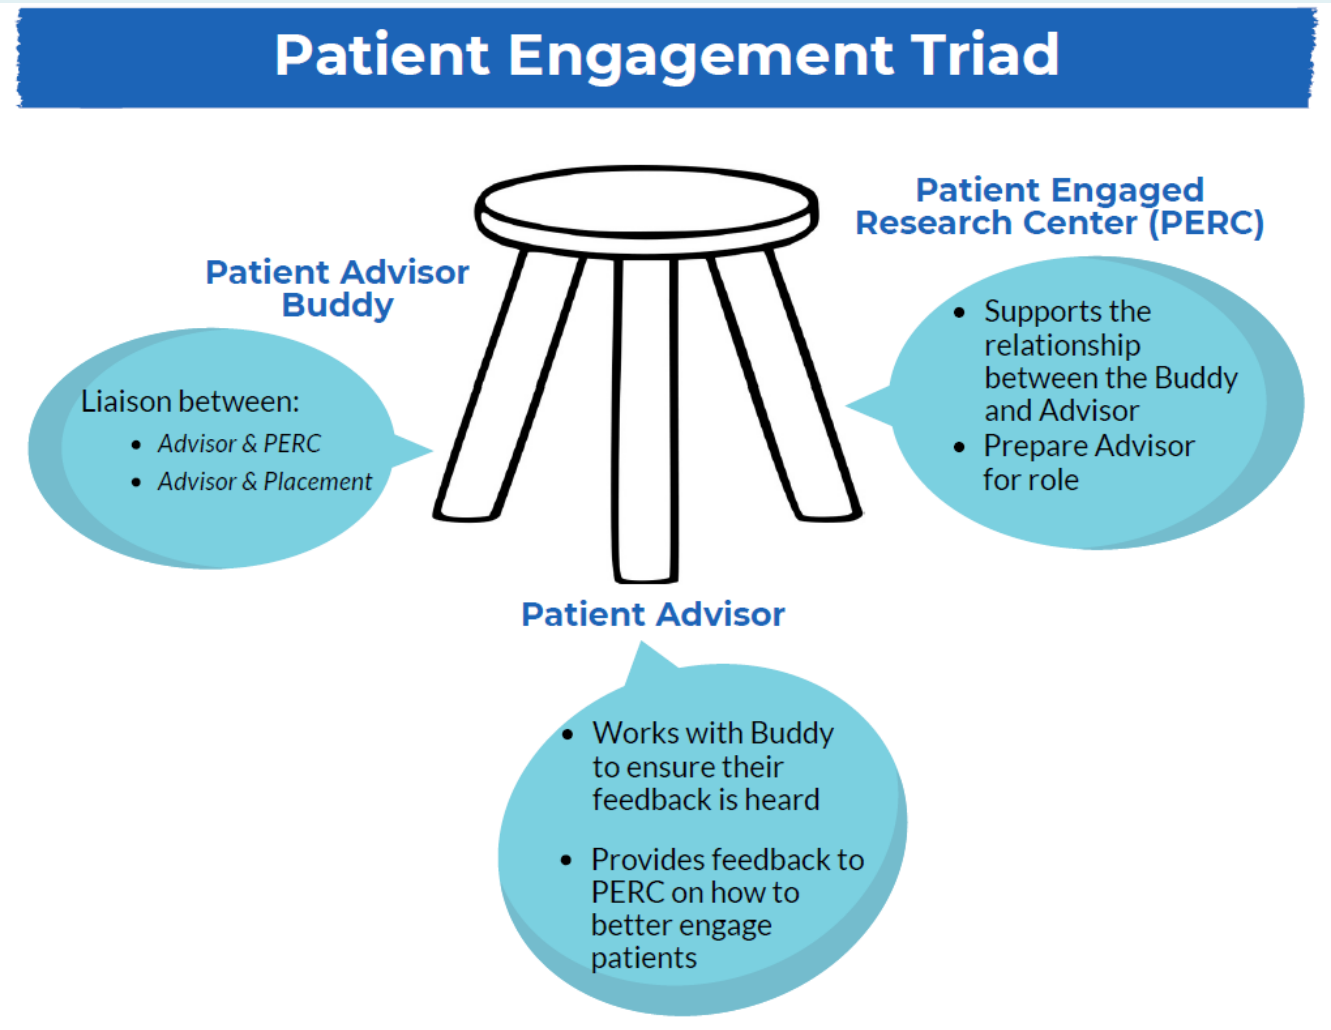 Patient Engagement Triad
Patient Advisor
Buddy
Liaison between:
• Advisor & PERC
• Advisor & Placement
Patient Engaged
Research Center (PERC)
• Supports the
relationship
between the Buddy
and Advisor
• Prepare Advisor
for role
Patient Advisor
• Works with Buddy
to ensure their
feedback is heard
• Provides feedback to
PERC on how to
better engage
patients